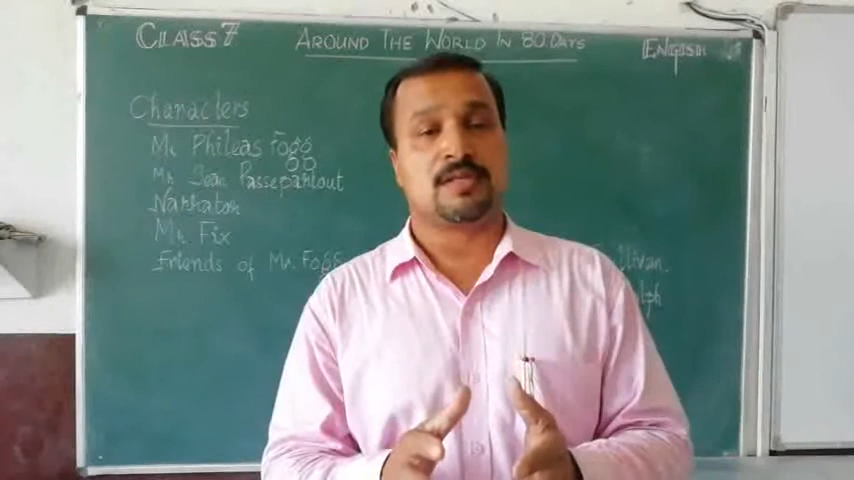 CLASS 7 AROUND THE WORLD IN 80 DAYS English
Characters
Mr Phileas Fogg
Mr Jean Passepartout
Narrator
Mr Fix
Friends of Mr. Fogg